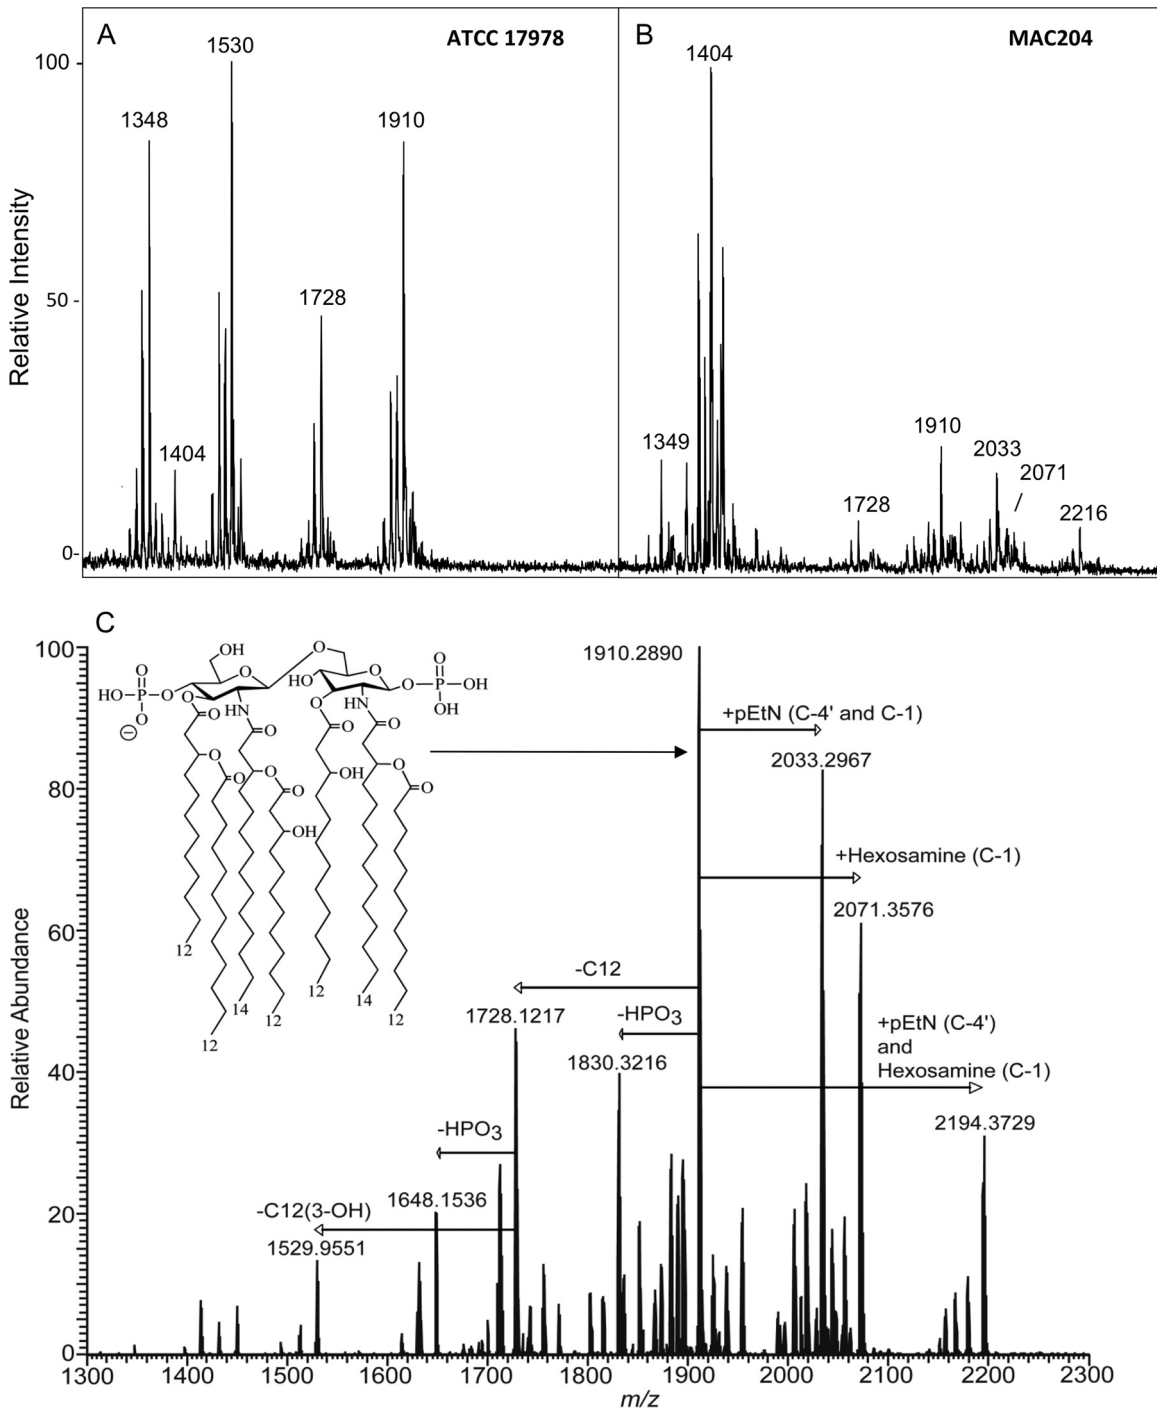 A
ATCC 17978
B
MAC204
100
50
0
Relative Intensity
1348
1404
1530
1728
1910
1349
1404
1728
1910
2033
2071
2216
C
100
80
60
40
20
0
Relative Abundance
1910.2890
+pEtN (C-4' and C-1)
2033.2967
+Hexosamine (C-1)
2071.3576
-C12
1728.1217
-HPO3
1830.3216
+pEtN (C-4')
and
Hexosamine (C-1)
2194.3729
-HPO3
1648.1536
-C12(3-OH)
1529.9551
OH
O
O
O
HO
P
O
O
O
HN
O
HO
O
O
P
OH
OH
O
HN
O
O
O
O
O
O
O
OH
OH
O
O
12
12
14
12
12
14
12
1300
1400
1500
1600
1700
1800
1900
2000
2100
2200
2300
m/z